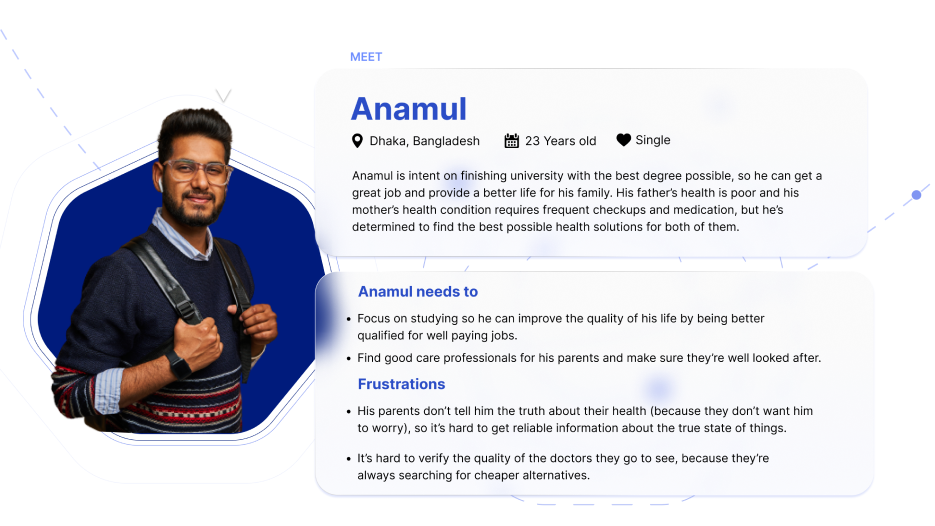 MEET
Anamul
Dhaka, Bangladesh 23 Years old Single
Anamul is intent on finishing university with the best degree possible, so he can get a
great job and provide a better life for his family. His father’s health is poor and his
mother’s health condition requires frequent checkups and medication, but he’s
determined to find the best possible health solutions for both of them.
Anamul needs to
• Focus on studying so he can improve the quality of his life by being better
qualified for well paying jobs.
• Find good care professionals for his parents and make sure they’re well looked after.
Frustrations
• His parents don’t tell him the truth about their health (because they don’t want him
to worry), so it’s hard to get reliable information about the true state of things.
• It’s hard to verify the quality of the doctors they go to see, because they’re
always searching for cheaper alternatives.